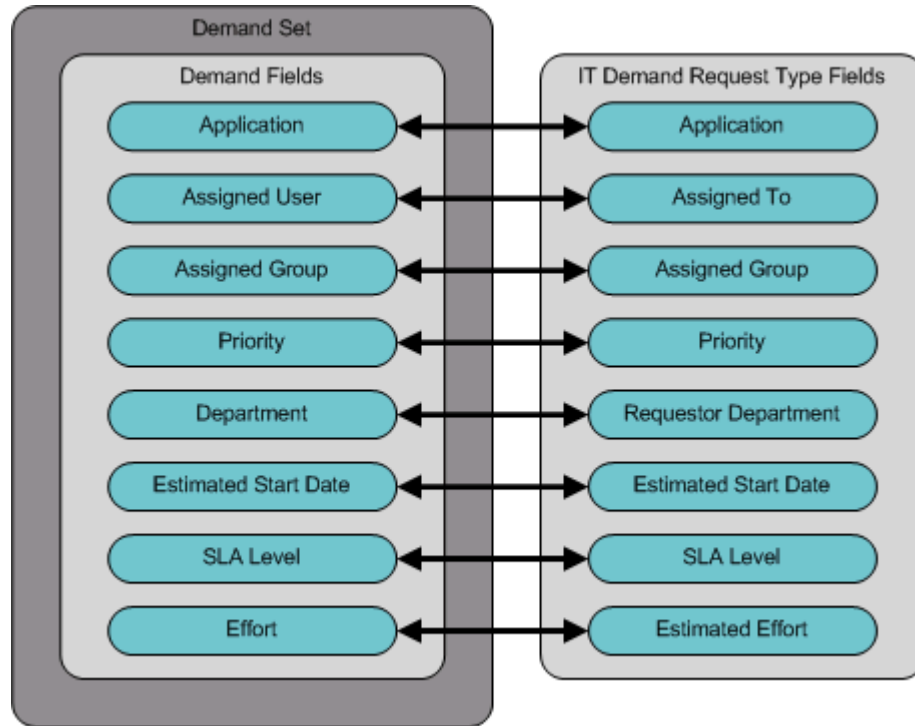 Demand Set
Demand Fields
IT Demand Request Type Fields
Application
Application
Assigned User
Assigned To
Assigned Group
Assigned Group
Priority
Priority
Department
Requestor Department
Estimated Start Date
Estimated Start Date
SLA Level
SLA Level
Effort
Estimated Effort